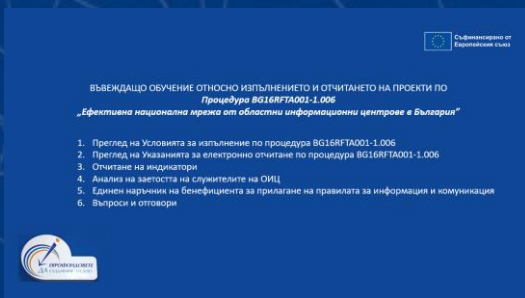 Съфинансирано от
Европейския съюз
ВЪВЕЖДАЩО ОБУЧЕНИЕ ОТНОСНО ИЗПЪЛНЕНИЕТО И ОТЧИТАНЕТО НА ПРОЕКТИ ПО
Процедура BG16RFTA001-1.006
„Ефективна национална мрежа от областни информационни центрове в България"
1. Преглед на Условията за изпълнение по процедура BG16RFTA001-1.006
2. Преглед на Указанията за електронно отчитане по процедура BG16RFTA001-1.006
3. Отчитане на индикатори
4. Анализ на заетостта на служителите на ОИЦ
5. Единен наръчник на бенефициента за прилагане на правилата за информация и комуникация
6. Въпроси и отговори
ЕВРОФОНДОВЕТЕ